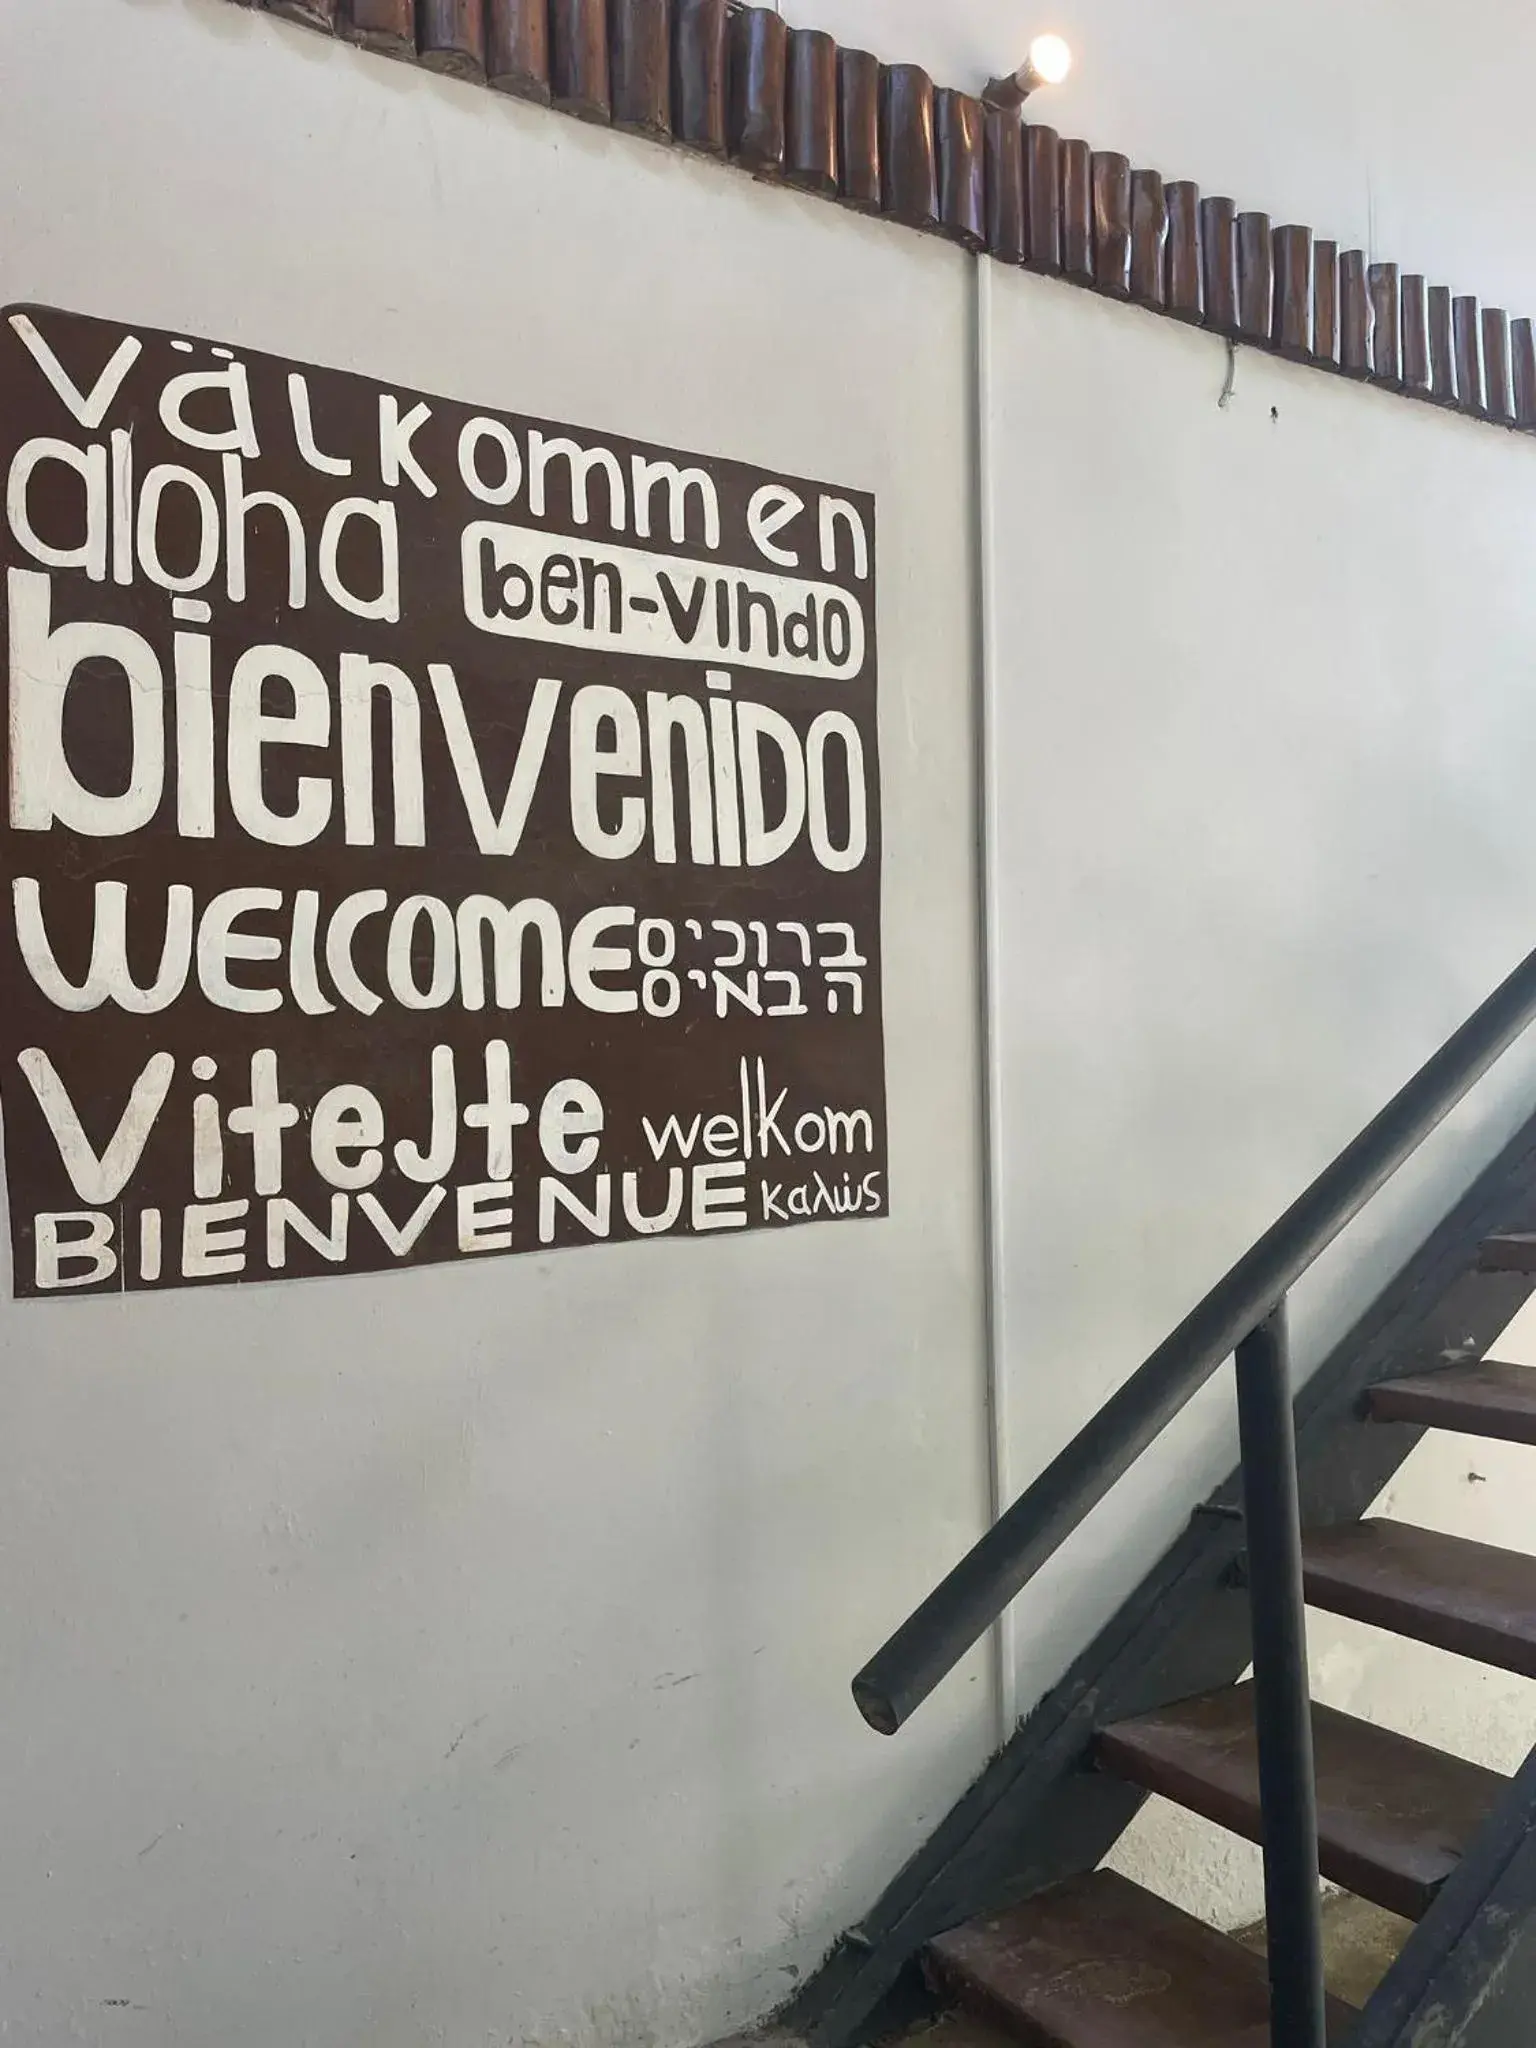 välkommen
aloha
ben-vindo
bienvenido
WELCOME
ברוכים
הבאים
Vitejte
welkom
BIENVENUE
καλώς